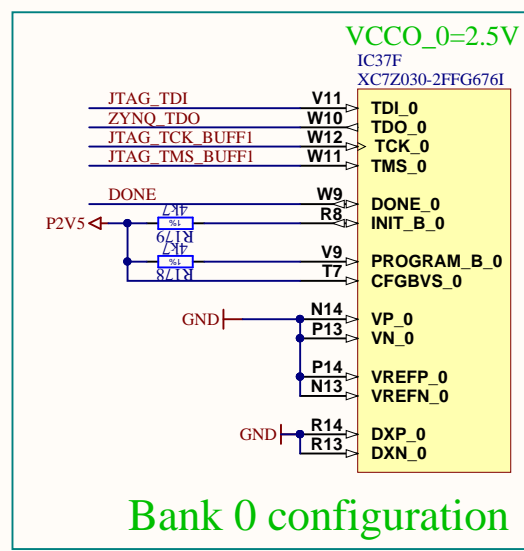 VCCO_0=2.5V
IC37F
XC7Z030-2FFG676I
JTAG_TDI V11 TDI_0
ZYNQ_TDO W10 TDO_0
JTAG_TCK_BUFF1 W12 TCK_0
JTAG_TMS_BUFF1 W11 TMS_0
DONE W9 DONE_0
4k7
P2V5 1% R8 INIT_B_0
R179
4k7
1% V9 PROGRAM_B_0
R178
T7 CFGBVS_0
GND N14 VP_0
P13 VN_0
P14 VREFP_0
N13 VREFN_0
GND R14 DXP_0
R13 DXN_0
Bank 0 configuration